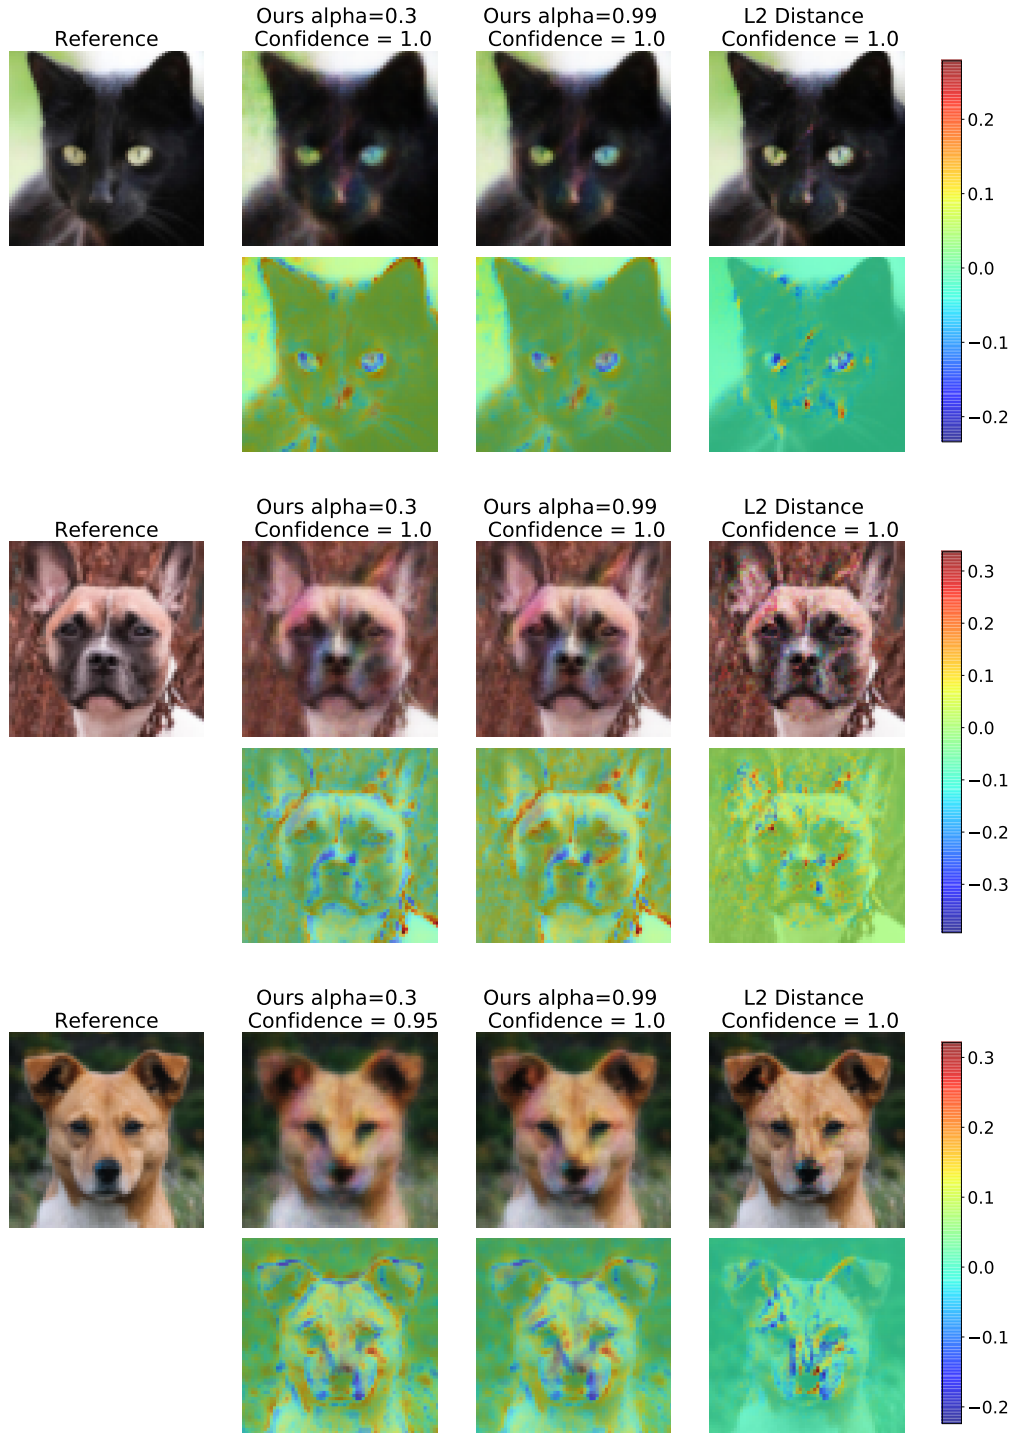 Reference
Ours alpha=0.3
Confidence = 1.0
Ours alpha=0.99
Confidence = 1.0
L2 Distance
Confidence = 1.0
0.2
0.1
0.0
−0.1
−0.2
Reference
Ours alpha=0.3
Confidence = 1.0
Ours alpha=0.99
Confidence = 1.0
L2 Distance
Confidence = 1.0
0.3
0.2
0.1
0.0
−0.1
−0.2
−0.3
Reference
Ours alpha=0.3
Confidence = 0.95
Ours alpha=0.99
Confidence = 1.0
L2 Distance
Confidence = 1.0
0.3
0.2
0.1
0.0
−0.1
−0.2